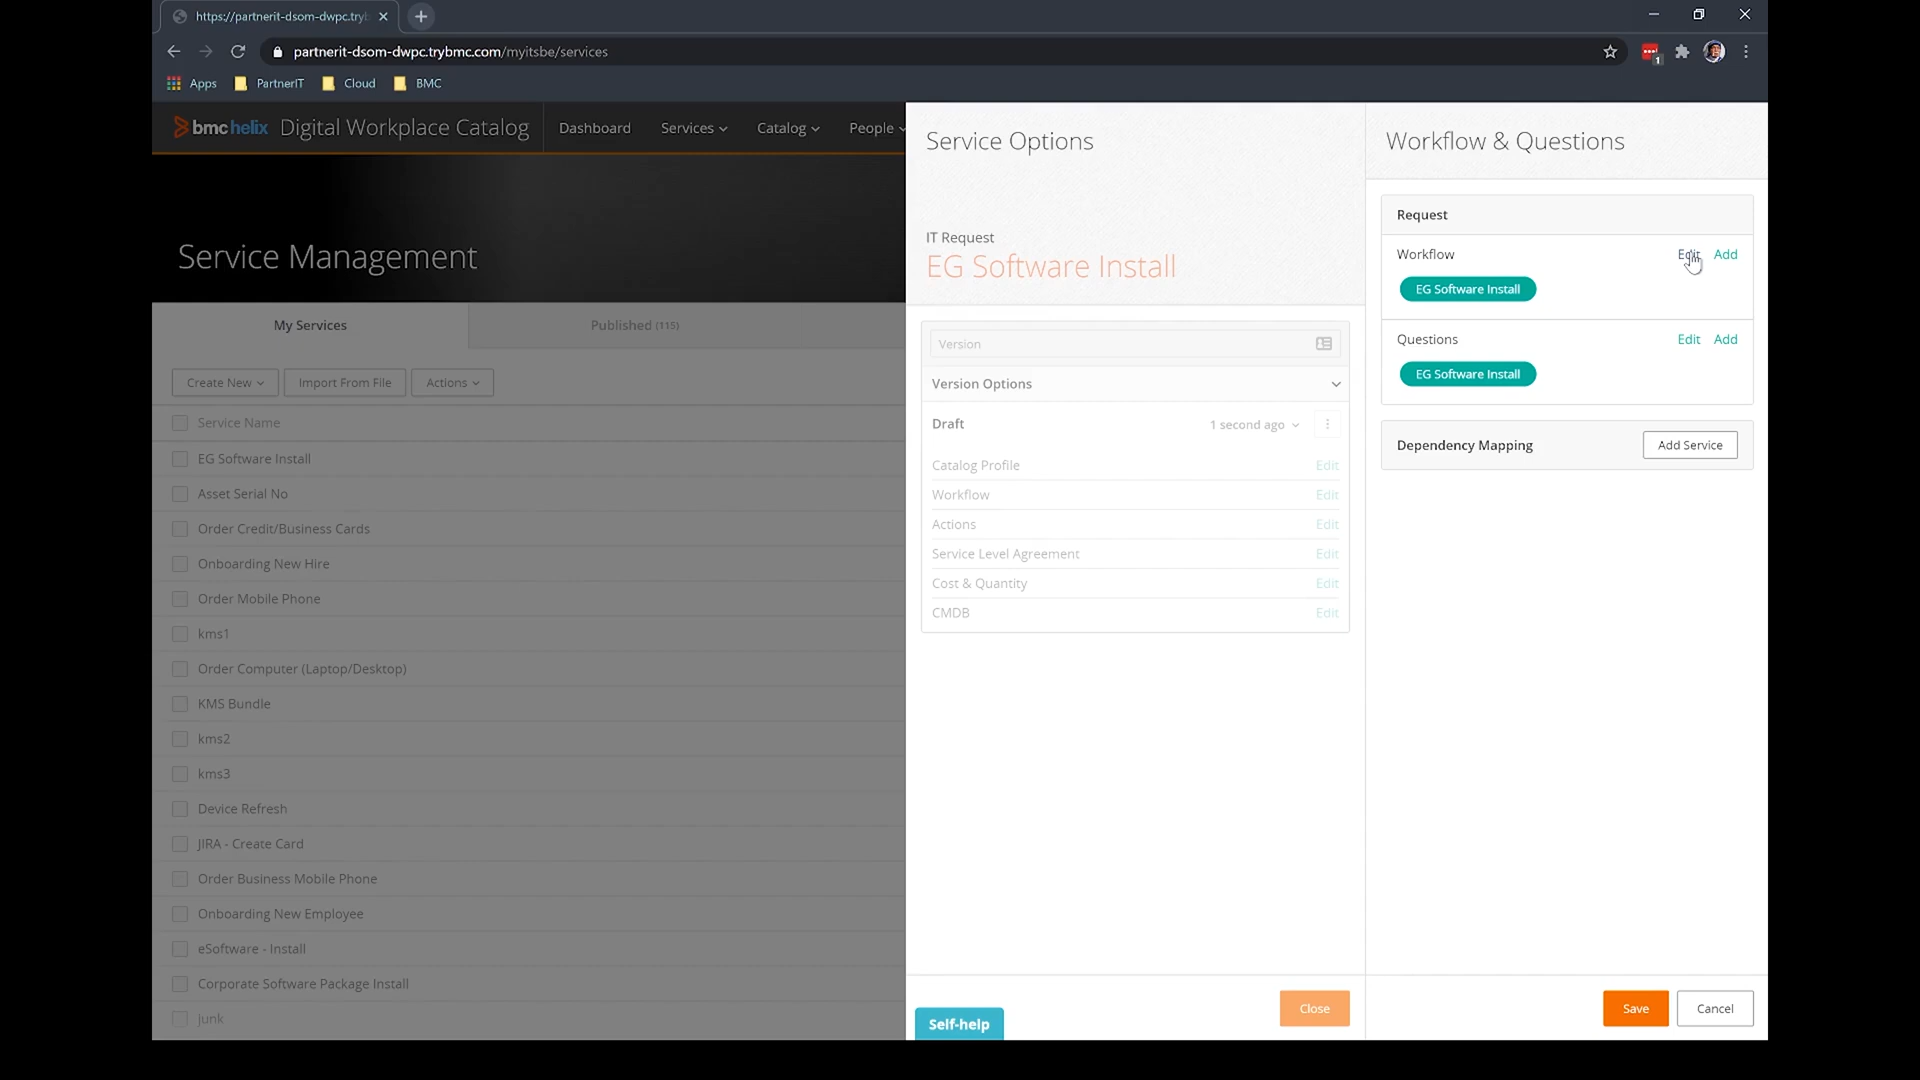 https://partnerit-dsom-dwpc.tryb
partnerit-dsom-dwpc.trybmc.com/myitsbe/services
1
Apps PartnerIT Cloud BMC
bmc helix Digital Workplace Catalog Dashboard Services Catalog People
Service Management
My Services Published (115)
Create New Import From File Actions
Service Name
EG Software Install
Asset Serial No
Order Credit/Business Cards
Onboarding New Hire
Order Mobile Phone
kms1
Order Computer (Laptop/Desktop)
KMS Bundle
kms2
kms3
Device Refresh
JIRA - Create Card
Order Business Mobile Phone
Onboarding New Employee
eSoftware - Install
Corporate Software Package Install
Junk
Service Options
IT Request
EG Software Install
Version
Version Options
Draft 1 second ago
Catalog Profile Edit
Workflow Edit
Actions Edit
Service Level Agreement Edit
Cost & Quantity Edit
CMDB Edit
Self-help
Close
Workflow & Questions
Request
Workflow Edit Add
EG Software Install
Questions Edit Add
EG Software Install
Dependency Mapping Add Service
Save Cancel